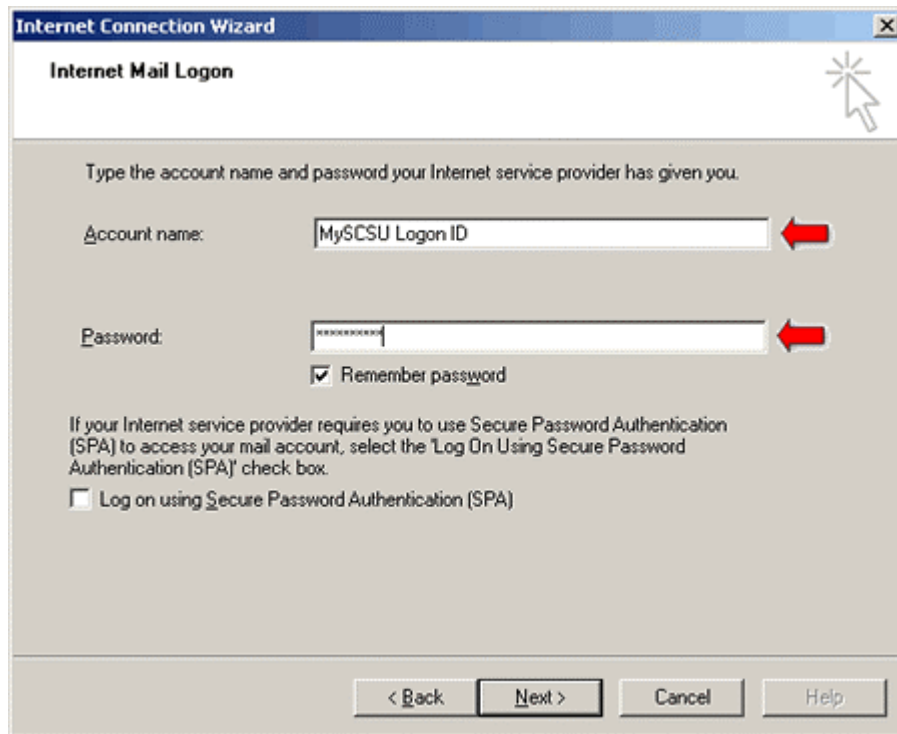 Internet Connection Wizard
Internet Mail Logon
Type the account name and password your Internet service provider has given you.
Account name: MySCSU Logon ID
Password: **********
Remember password
If your Internet service provider requires you to use Secure Password Authentication
(SPA) to access your mail account, select the 'Log On Using Secure Password
Authentication (SPA)' check box.
Log on using Secure Password Authentication (SPA)
< Back Next > Cancel Help